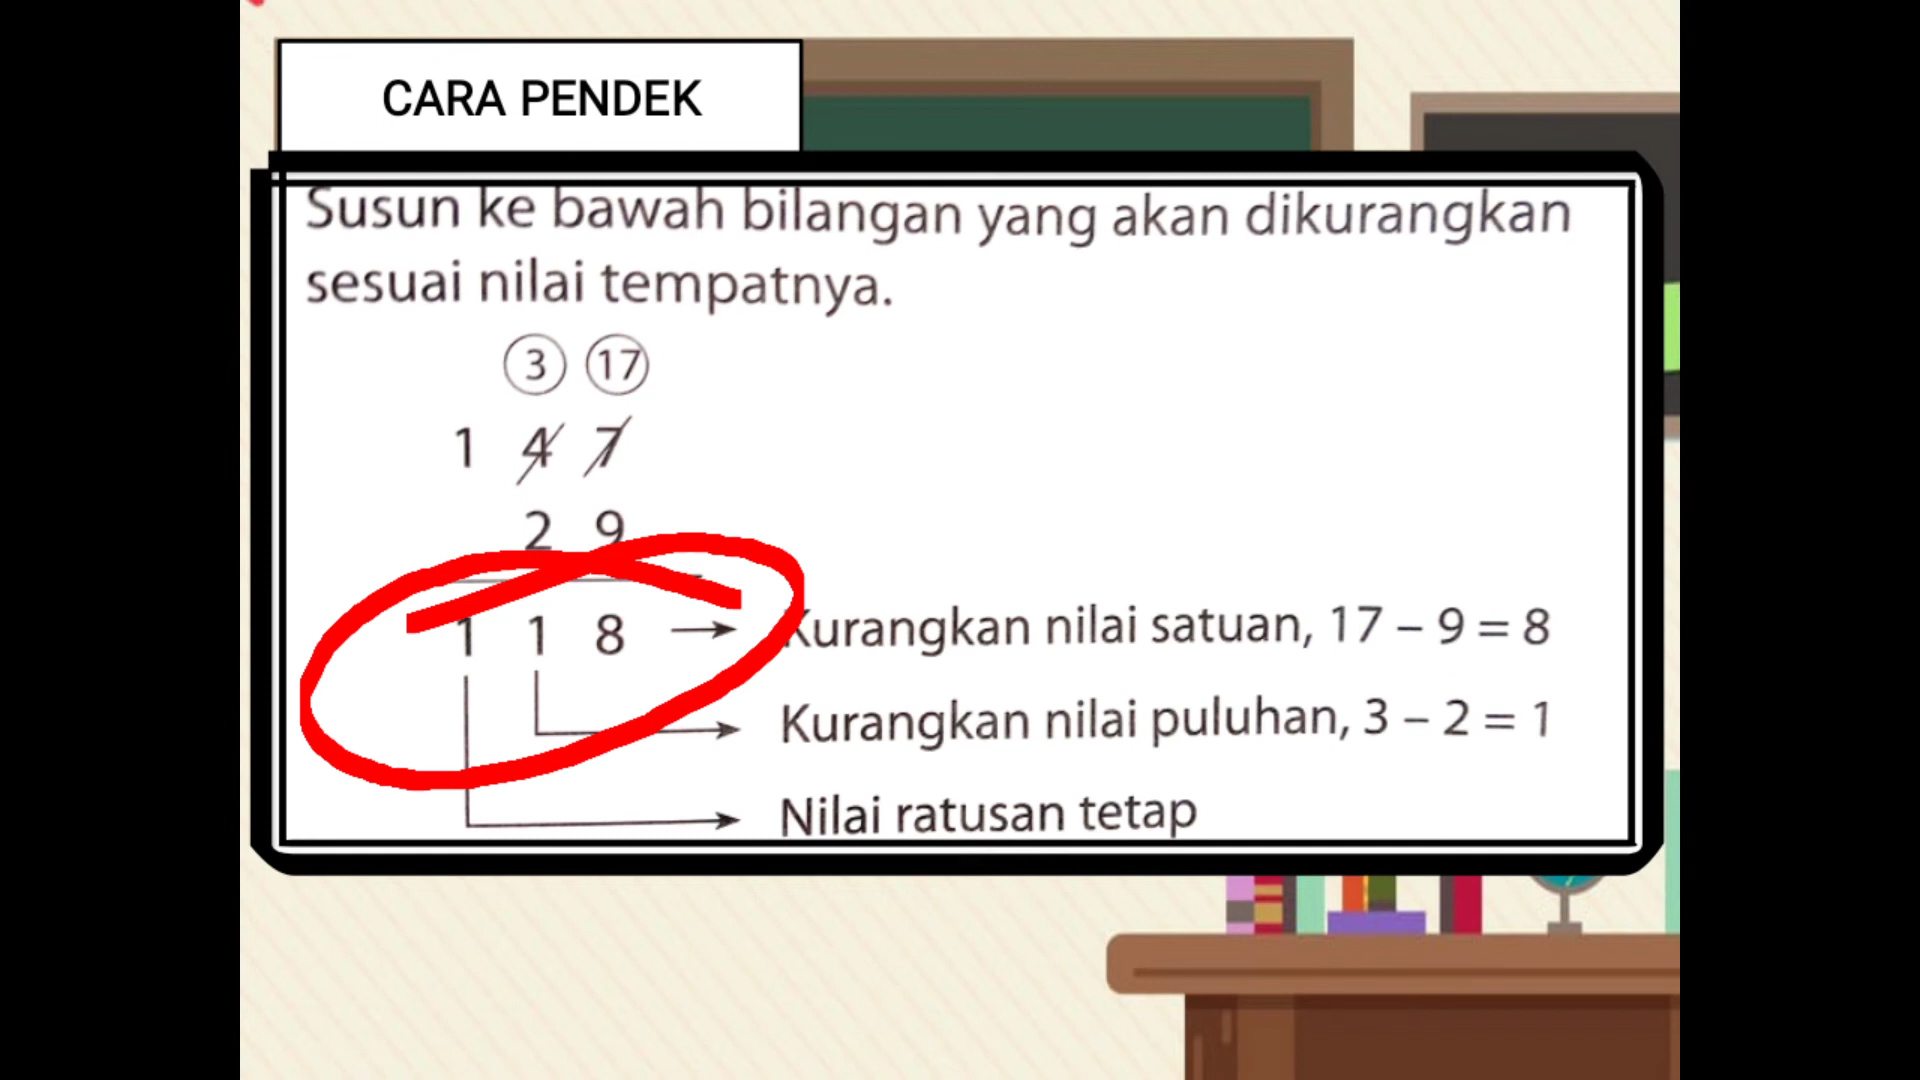 CARA PENDEK
Susun ke bawah bilangan yang akan dikurangkan
sesuai nilai tempatnya.
3 17
1 4 7
2 9
1 1 8 → Kurangkan nilai satuan, 17 – 9 = 8
Kurangkan nilai puluhan, 3 – 2 = 1
Nilai ratusan tetap